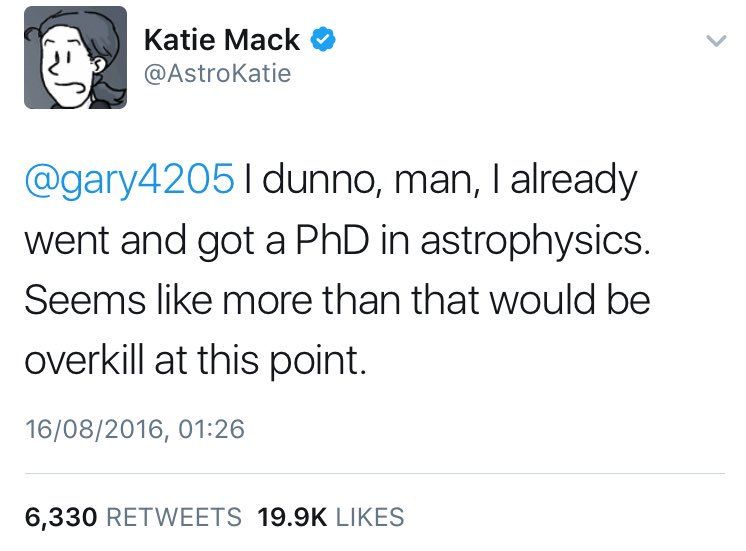 Katie Mack
@AstroKatie
@gary4205 I dunno, man, I already
went and got a PhD in astrophysics.
Seems like more than that would be
overkill at this point.
16/08/2016, 01:26
6,330 RETWEETS 19.9K LIKES